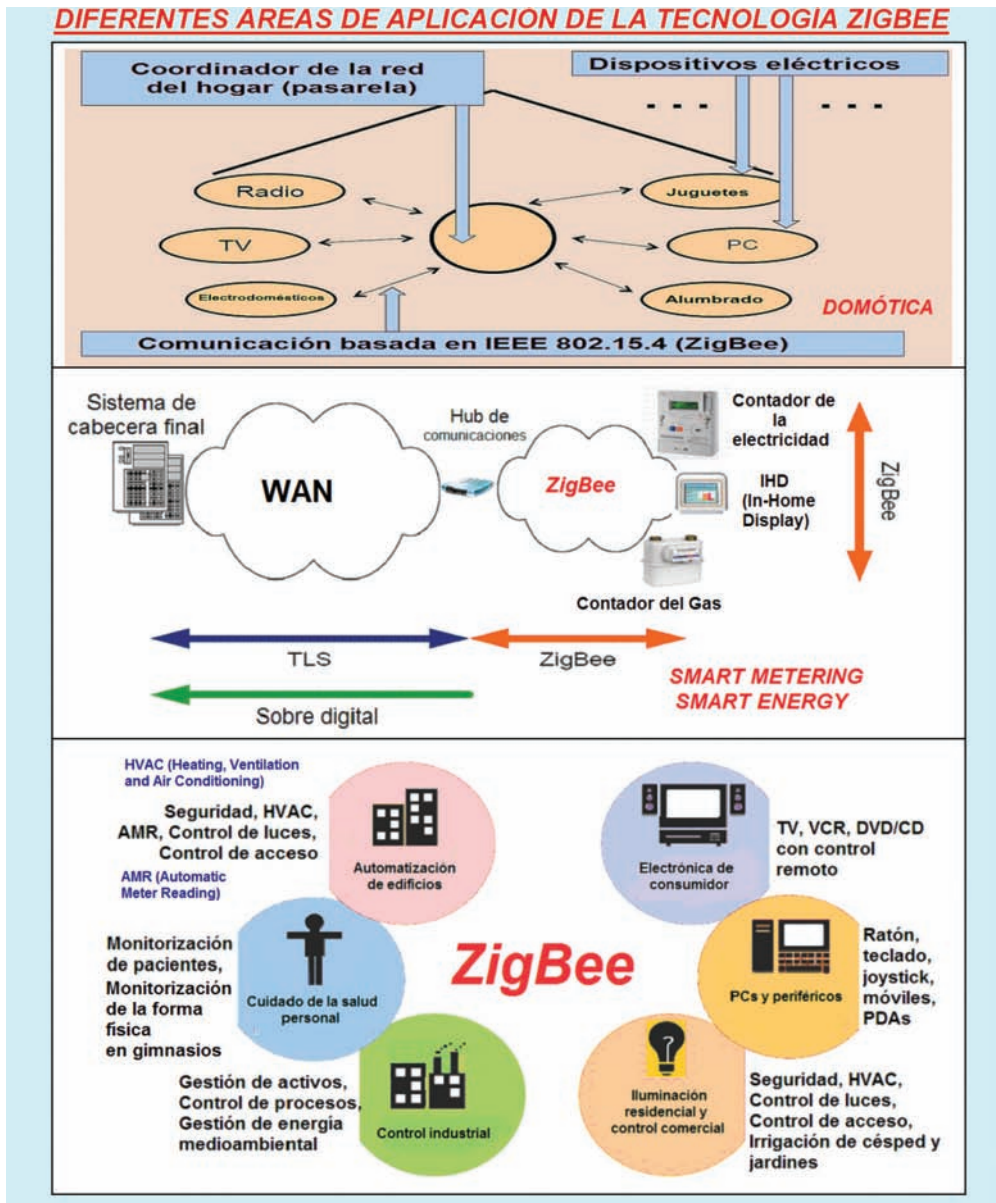 DIFERENTES AREAS DE APLICACIÓN DE LA TECNOLOGIA ZIGBEE
Coordinador de la red
del hogar (pasarela)
Dispositivos eléctricos
Radio
Juguetes
TV
PC
Electrodomésticos
Alumbrado
DOMÓTICA
Comunicación basada en IEEE 802.15.4 (ZigBee)
Sistema de
cabecera final
WAN
Hub de
comunicaciones
ZigBee
Contador de
la
electricidad
IHD
(In-Home
Display)
ZigBee
Contador del Gas
TLS
ZigBee
Sobre digital
SMART METERING
SMART ENERGY
HVAC (Heating, Ventilation
and Air Conditioning)
Seguridad, HVAC,
AMR, Control de luces,
Control de acceso
AMR (Automatic
Meter Reading)
Automatización
de edificios
Electrónica de
consumidor
TV, VCR, DVD/CD
con control
remoto
Monitorización
de pacientes,
Monitorización
de la forma
física
en gimnasios
Cuidado de la salud
personal
ZigBee
PCs y periféricos
Ratón,
teclado,
joystick,
móviles,
PDAs
Gestión de activos,
Control de procesos,
Gestión de energia
medioambiental
Control industrial
?
Iluminación
residencial y
control comercial
Seguridad, HVAC,
Control de luces,
Control de acceso,
Irrigación de césped y
jardines